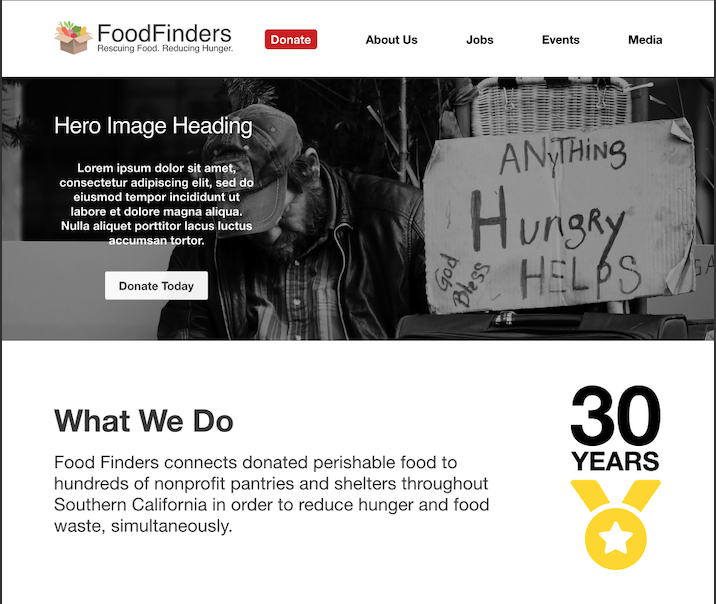 FoodFinders
Rescuing Food. Reducing Hunger.
Donate
About Us
Jobs
Events
Media
Hero Image Heading
Lorem ipsum dolor sit amet,
consectetur adipiscing elit, sed do
eiusmod tempor incididunt ut
labore et dolore magna aliqua.
Nulla aliquet porttitor lacus luctus
accumsan tortor.
Donate Today
ANyTHING
Hungry
HELPS
God
Bless
What We Do
Food Finders connects donated perishable food to
hundreds of nonprofit pantries and shelters throughout
Southern California in order to reduce hunger and food
waste, simultaneously.
30
YEARS